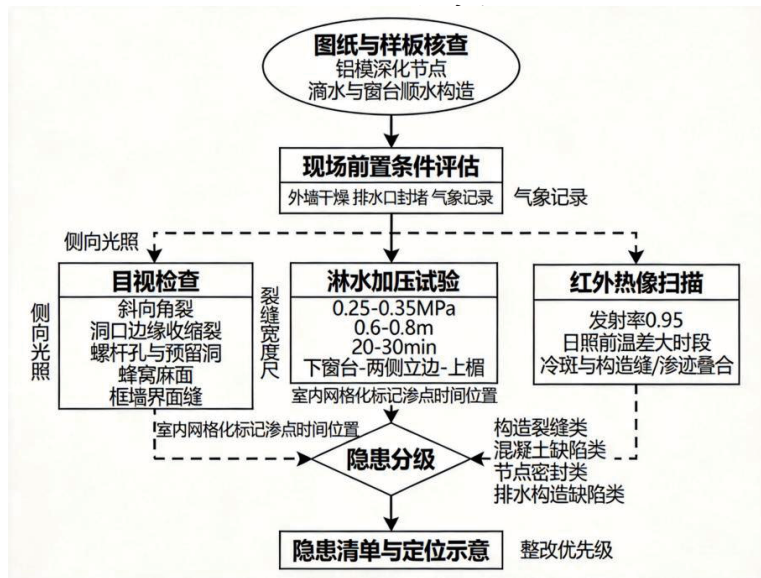 图纸与样板核查
铝模深化节点
滴水与窗台顺水构造
现场前置条件评估
外墙干燥 排水口封堵 气象记录
气象记录
侧向光照
目视检查
斜向角裂
洞口边缘收缩裂
螺杆孔与预留洞
蜂窝麻面
框墙界面缝
侧向光照
裂缝宽度尺
淋水加压试验
0.25-0.35MPa
0.6-0.8m
20-30min
下窗台-两侧立边-上楣
室内网格化标记渗点时间位置
红外热像扫描
发射率0.95
日照前温差大时段
冷斑与构造缝/渗迹叠合
室内网格化标记渗点时间位置
隐患分级
构造裂缝类
混凝土缺陷类
节点密封类
排水构造缺陷类
隐患清单与定位示意
整改优先级